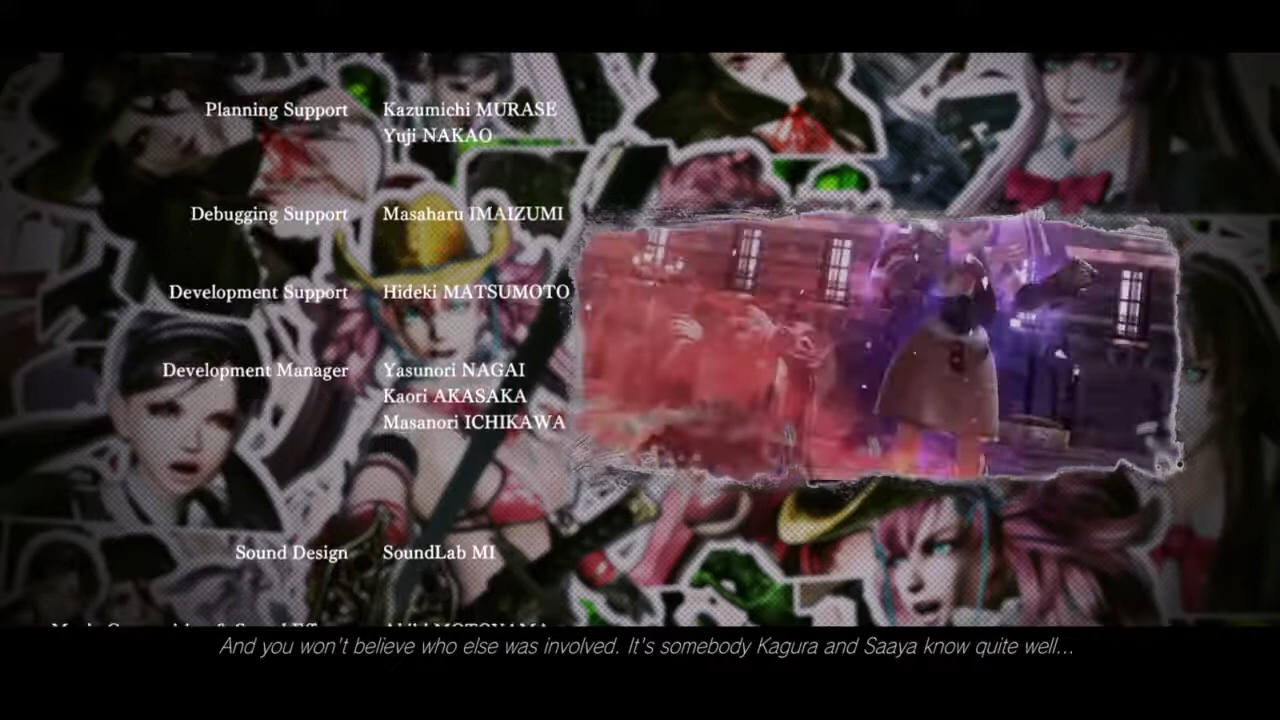 Planning Support Kazumichi MURASE
Yuji NAKAO
Debugging Support Masaharu IMAIZUMI
Development Support Hideki MATSUMOTO
Development Manager Yasunori NAGAI
Kaori AKASAKA
Masanori ICHIKAWA
Sound Design SoundLab MI
And you won't believe who else was involved. It's somebody Kagura and Saaya know quite well...